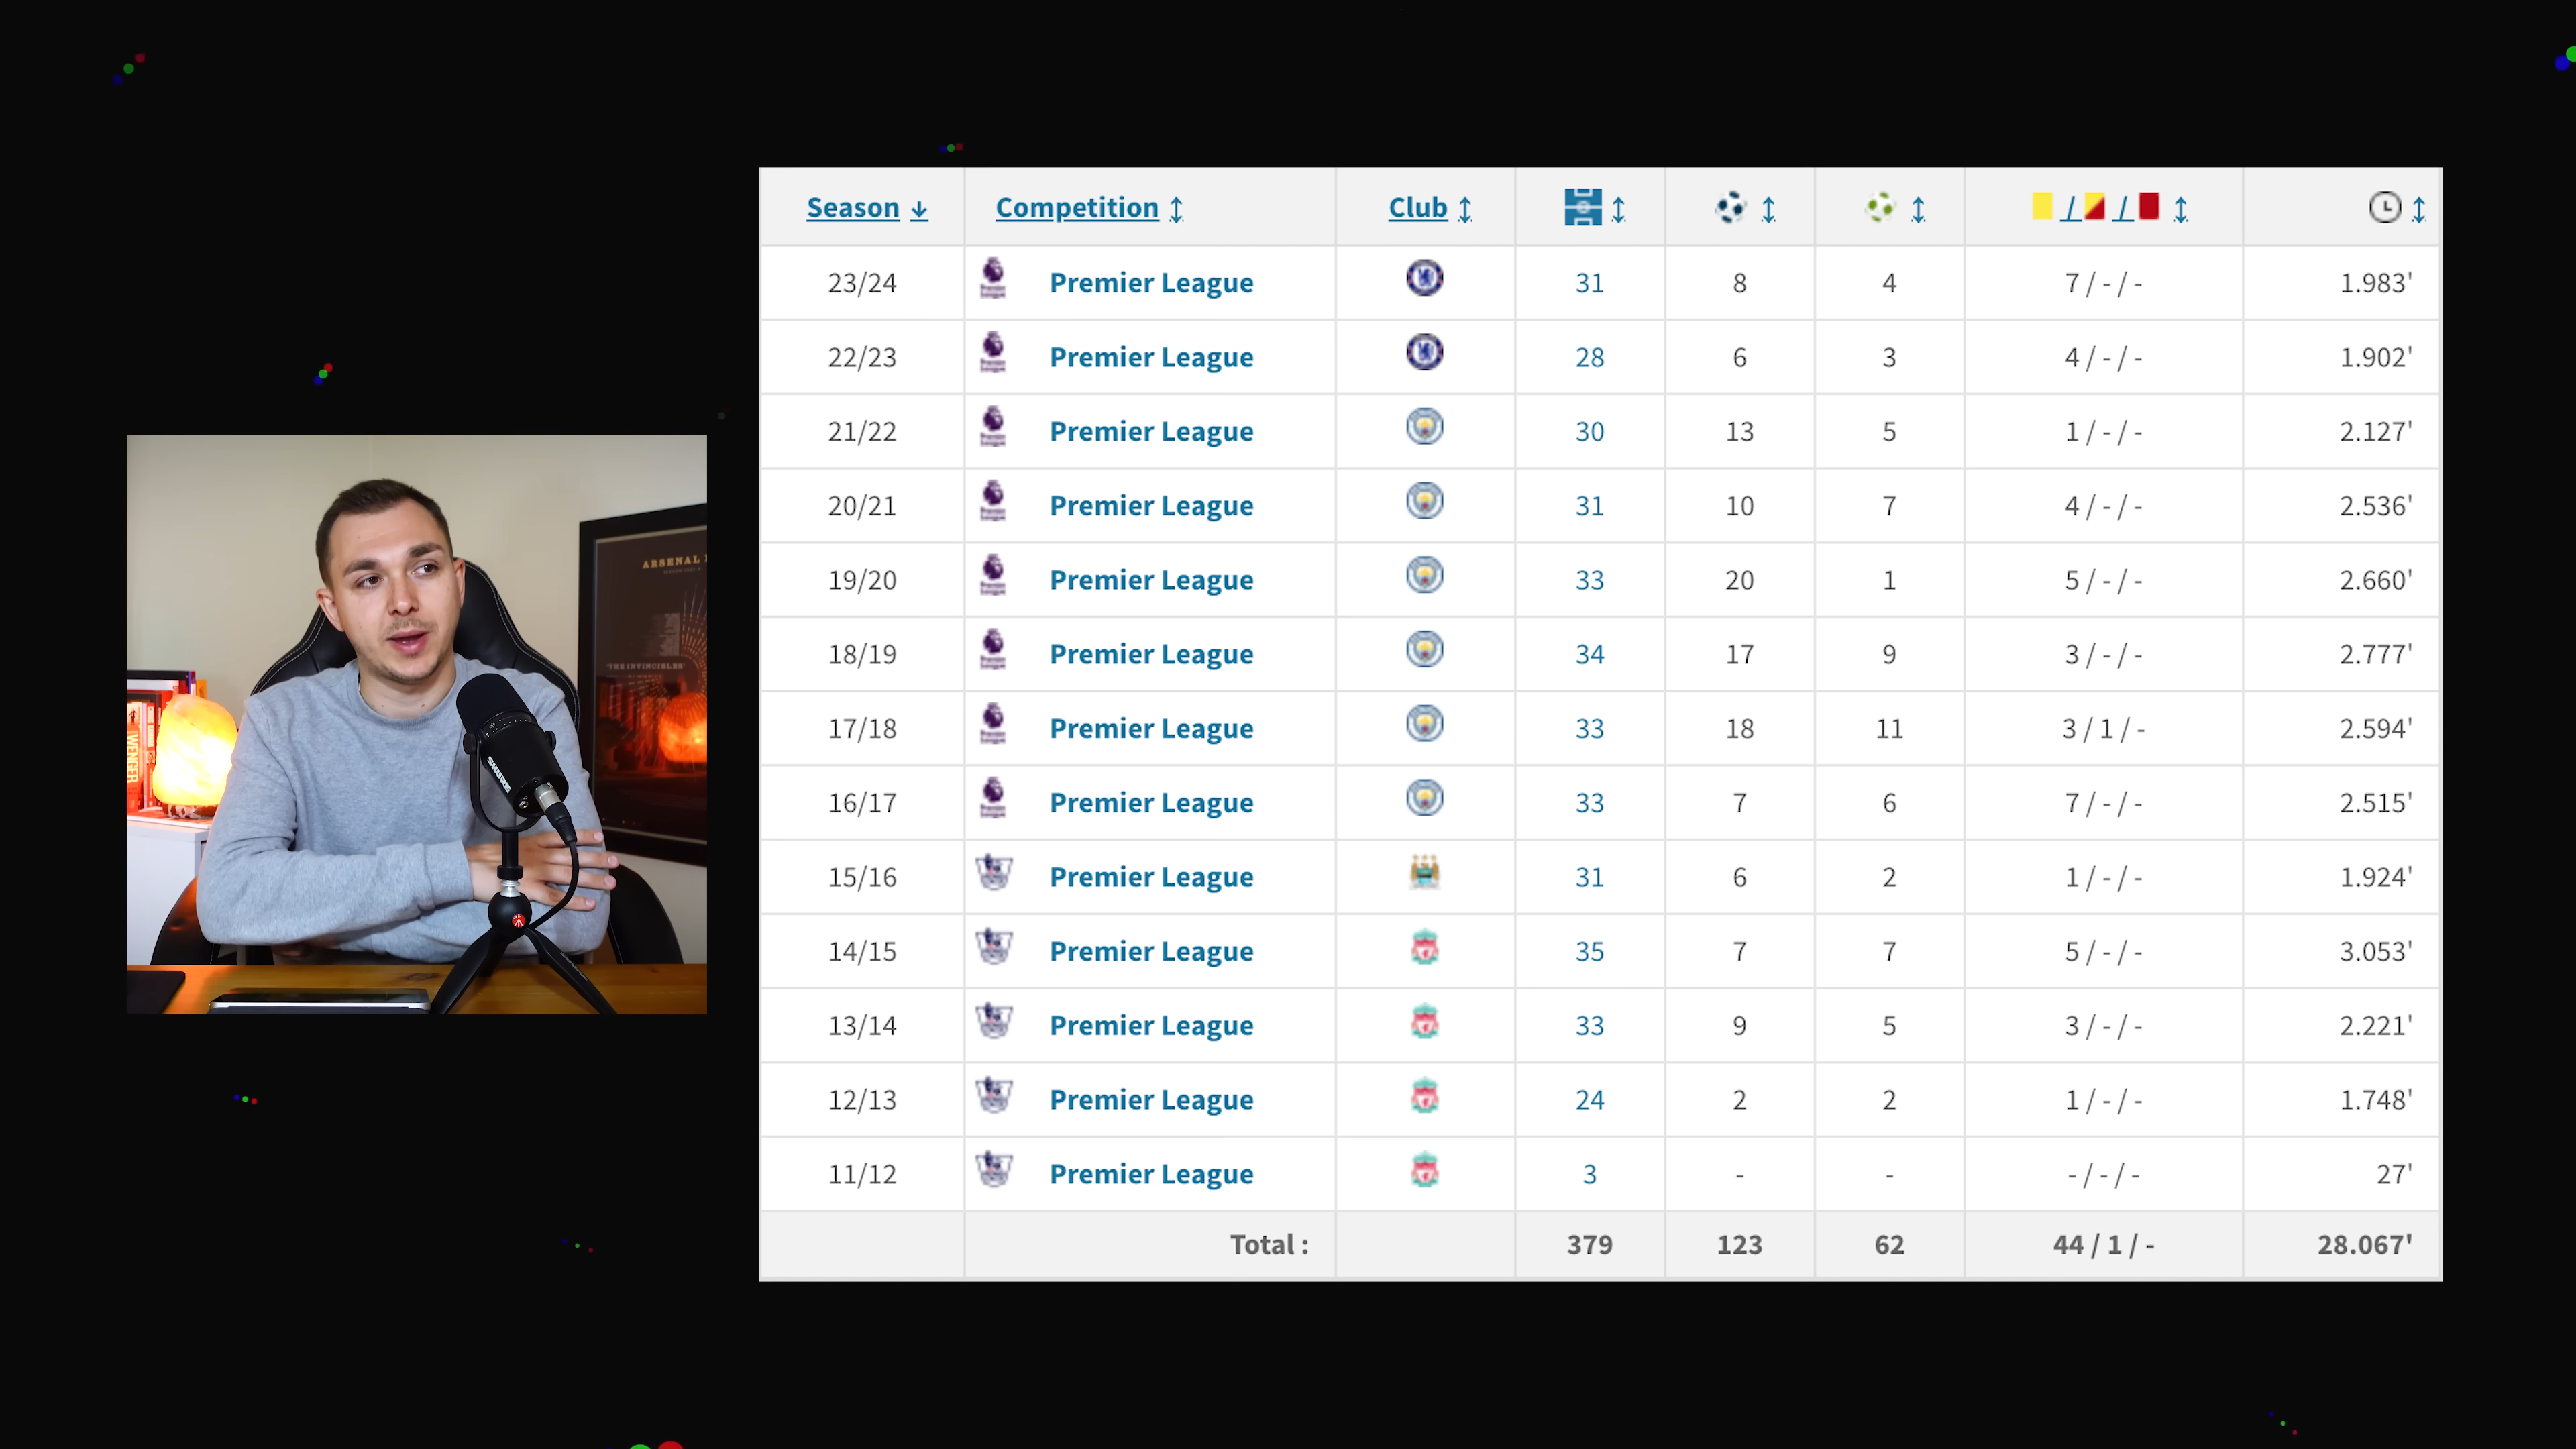 Season Competition Club
23/24 Premier League 31 8 4 7 / - / - 1.983'
22/23 Premier League 28 6 3 4 / - / - 1.902'
21/22 Premier League 30 13 5 1 / - / - 2.127'
20/21 Premier League 31 10 7 4 / - / - 2.536'
19/20 Premier League 33 20 1 5 / - / - 2.660'
18/19 Premier League 34 17 9 3 / - / - 2.777'
17/18 Premier League 33 18 11 3 / 1 / - 2.594'
16/17 Premier League 33 7 6 7 / - / - 2.515'
15/16 Premier League 31 6 2 1 / - / - 1.924'
14/15 Premier League 35 7 7 5 / - / - 3.053'
13/14 Premier League 33 9 5 3 / - / - 2.221'
12/13 Premier League 24 2 2 1 / - / - 1.748'
11/12 Premier League 3 - - - / - / - 27'
Total : 379 123 62 44 / 1 / - 28.067'
ARSENAL
'THE INVINCIBLES'
WENGER
SHURE